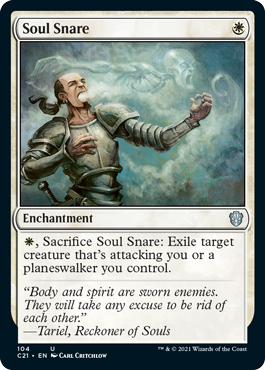 Soul Snare
Enchantment
, Sacrifice Soul Snare: Exile target
creature that's attacking you or a
planeswalker you control.
“Body and spirit are sworn enemies.
They will take any excuse to be rid of
each other.”
—Tariel, Reckoner of Souls
104 U
C21 • EN Carl Critchlow
™ & © 2021 Wizards of the Coast